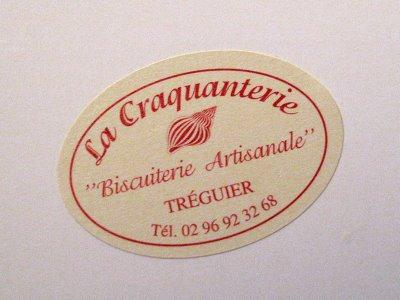 La Craquanterie
"Biscuiterie Artisanale"
TRÉGUIER
Tél. 02 96 92 32 68